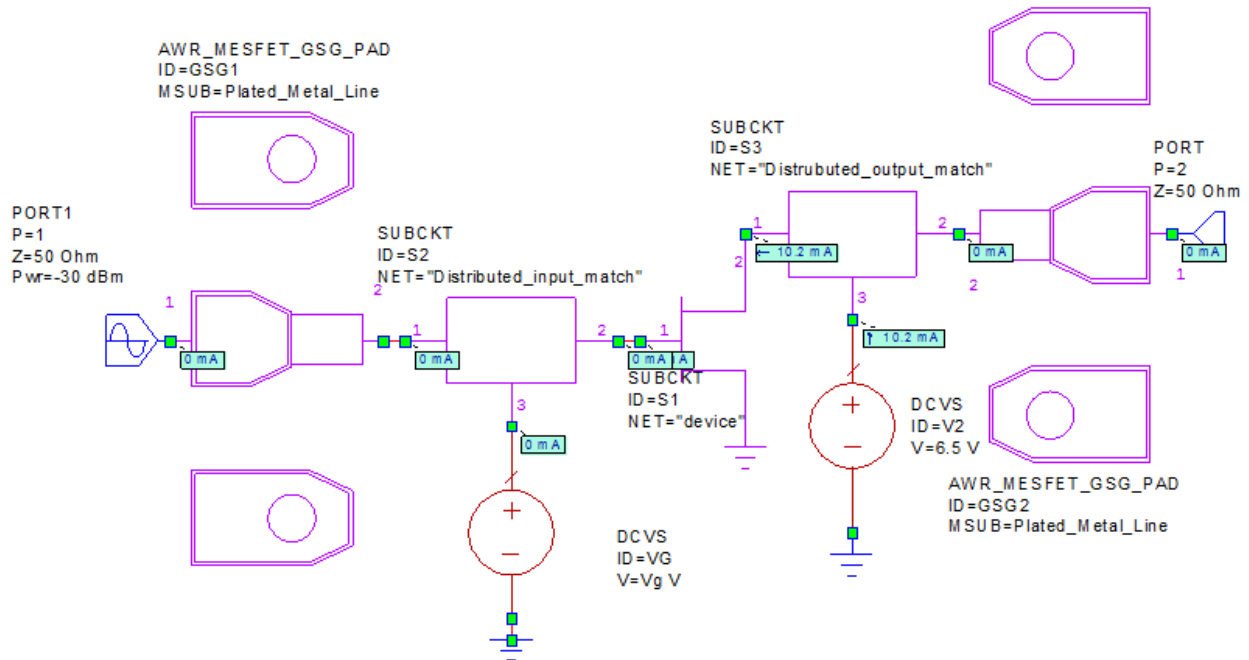 AWR_MESFET_GSG_PAD
ID=GSG1
MSUB=Plated_Metal_Line
SUBCKT
ID=S3
NET="Distrubuted_output_match"
PORT
P=2
Z=50 Ohm
PORT1
P=1
Z=50 Ohm
Pwr=-30 dBm
SUBCKT
ID=S2
NET="Distributed_input_match"
1
2
10.2 mA
2
0 mA
2
0 mA
1
1
0 mA
2
1
0 mA
2
1
0 mA
3
10.2 mA
3
0 mA
SUBCKT
ID=S1
NET="device"
DCVS
ID=V2
V=6.5 V
AWR_MESFET_GSG_PAD
ID=GSG2
MSUB=Plated_Metal_Line
DCVS
ID=VG
V=Vg V